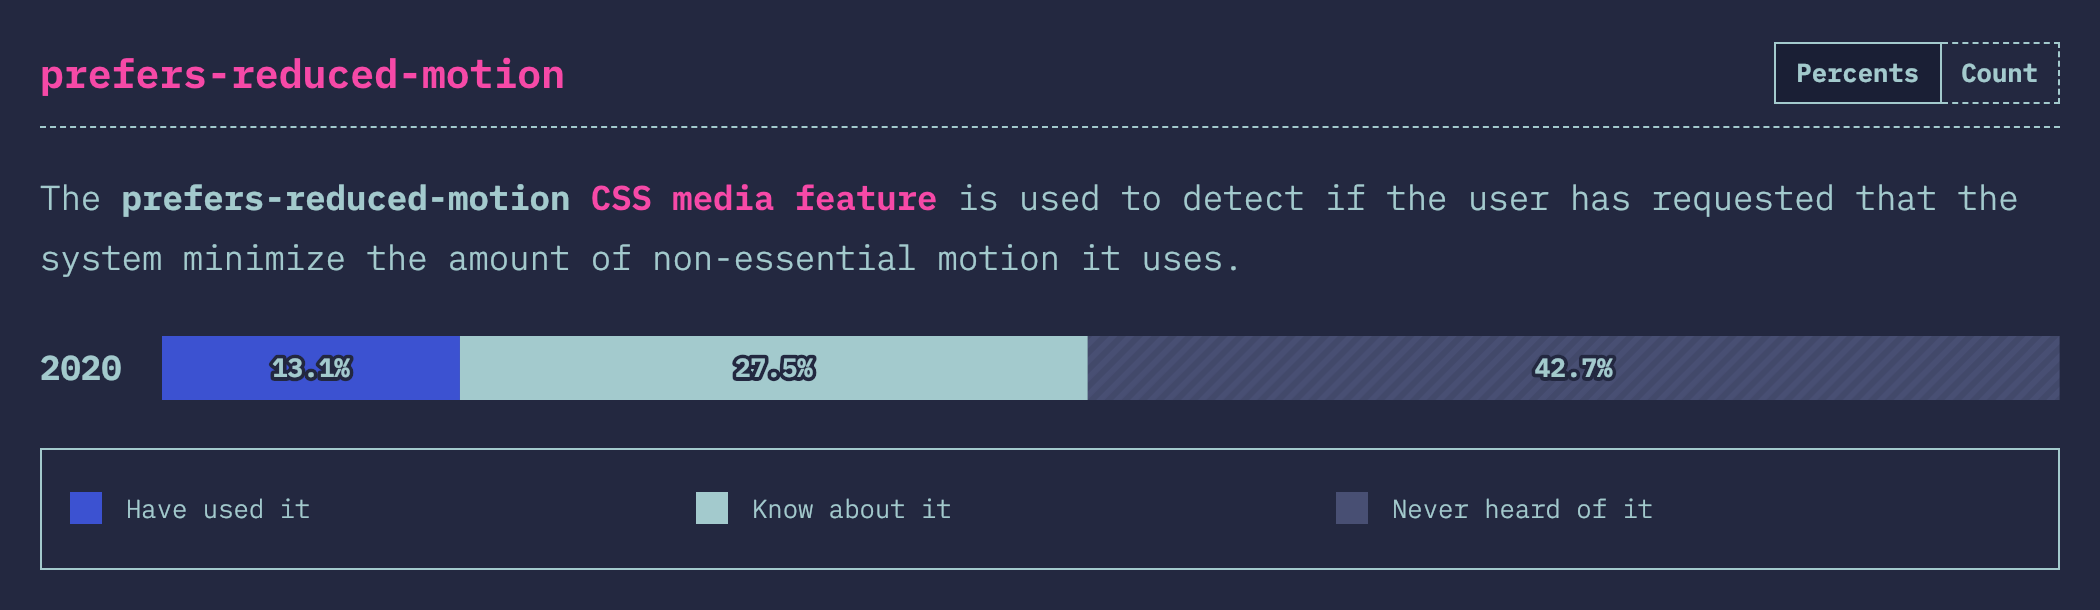 prefers-reduced-motion
Percents Count
The prefers-reduced-motion CSS media feature is used to detect if the user has requested that the
system minimize the amount of non-essential motion it uses.
2020 13.1% 27.5% 42.7%
Have used it Know about it Never heard of it